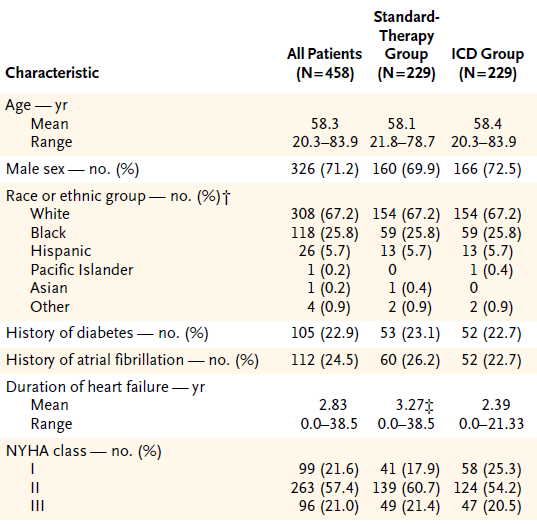 Characteristic All Patients (N=458) Standard-Therapy Group (N=229) ICD Group (N=229)
Age — yr
Mean 58.3 58.1 58.4
Range 20.3–83.9 21.8–78.7 20.3–83.9
Male sex — no. (%) 326 (71.2) 160 (69.9) 166 (72.5)
Race or ethnic group — no. (%)†
White 308 (67.2) 154 (67.2) 154 (67.2)
Black 118 (25.8) 59 (25.8) 59 (25.8)
Hispanic 26 (5.7) 13 (5.7) 13 (5.7)
Pacific Islander 1 (0.2) 0 1 (0.4)
Asian 1 (0.2) 1 (0.4) 0
Other 4 (0.9) 2 (0.9) 2 (0.9)
History of diabetes — no. (%) 105 (22.9) 53 (23.1) 52 (22.7)
History of atrial fibrillation — no. (%) 112 (24.5) 60 (26.2) 52 (22.7)
Duration of heart failure — yr
Mean 2.83 3.27‡ 2.39
Range 0.0–38.5 0.0–38.5 0.0–21.33
NYHA class — no. (%)
I 99 (21.6) 41 (17.9) 58 (25.3)
II 263 (57.4) 139 (60.7) 124 (54.2)
III 96 (21.0) 49 (21.4) 47 (20.5)